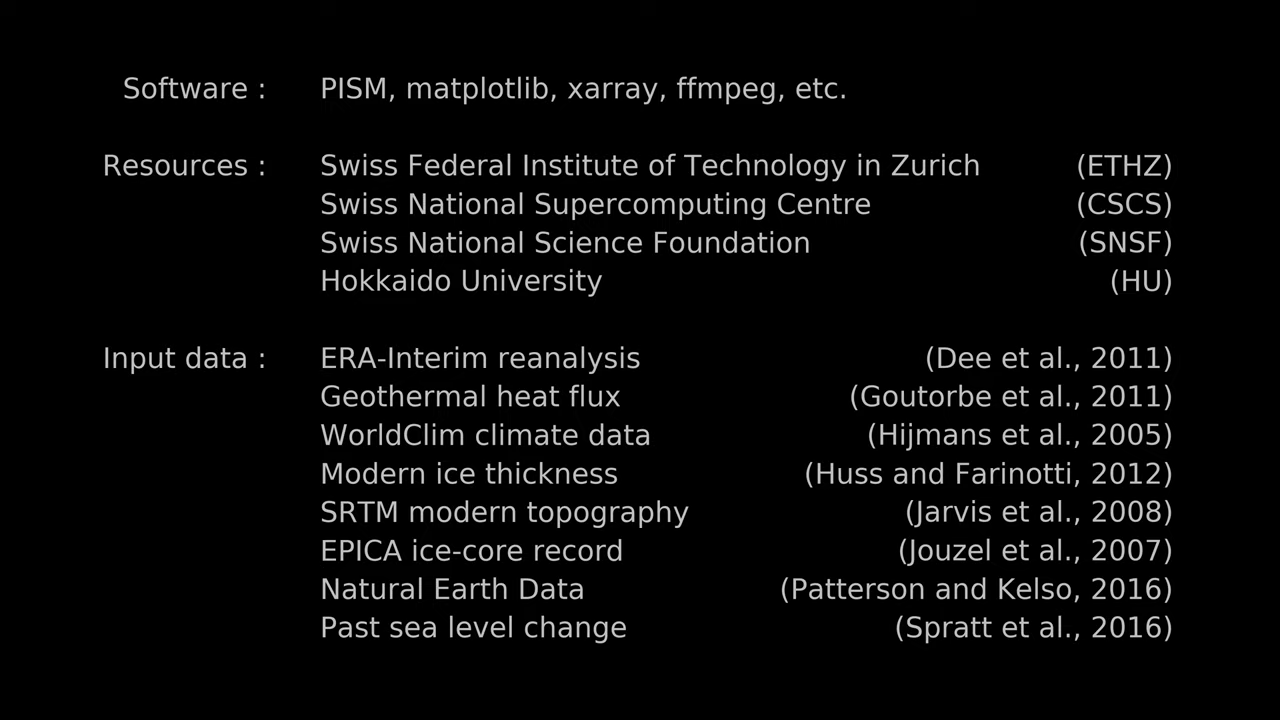 Software : PISM, matplotlib, xarray, ffmpeg, etc.
Resources : Swiss Federal Institute of Technology in Zurich (ETHZ)
Swiss National Supercomputing Centre (CSCS)
Swiss National Science Foundation (SNSF)
Hokkaido University (HU)
Input data : ERA-Interim reanalysis (Dee et al., 2011)
Geothermal heat flux (Goutorbe et al., 2011)
WorldClim climate data (Hijmans et al., 2005)
Modern ice thickness (Huss and Farinotti, 2012)
SRTM modern topography (Jarvis et al., 2008)
EPICA ice-core record (Jouzel et al., 2007)
Natural Earth Data (Patterson and Kelso, 2016)
Past sea level change (Spratt et al., 2016)